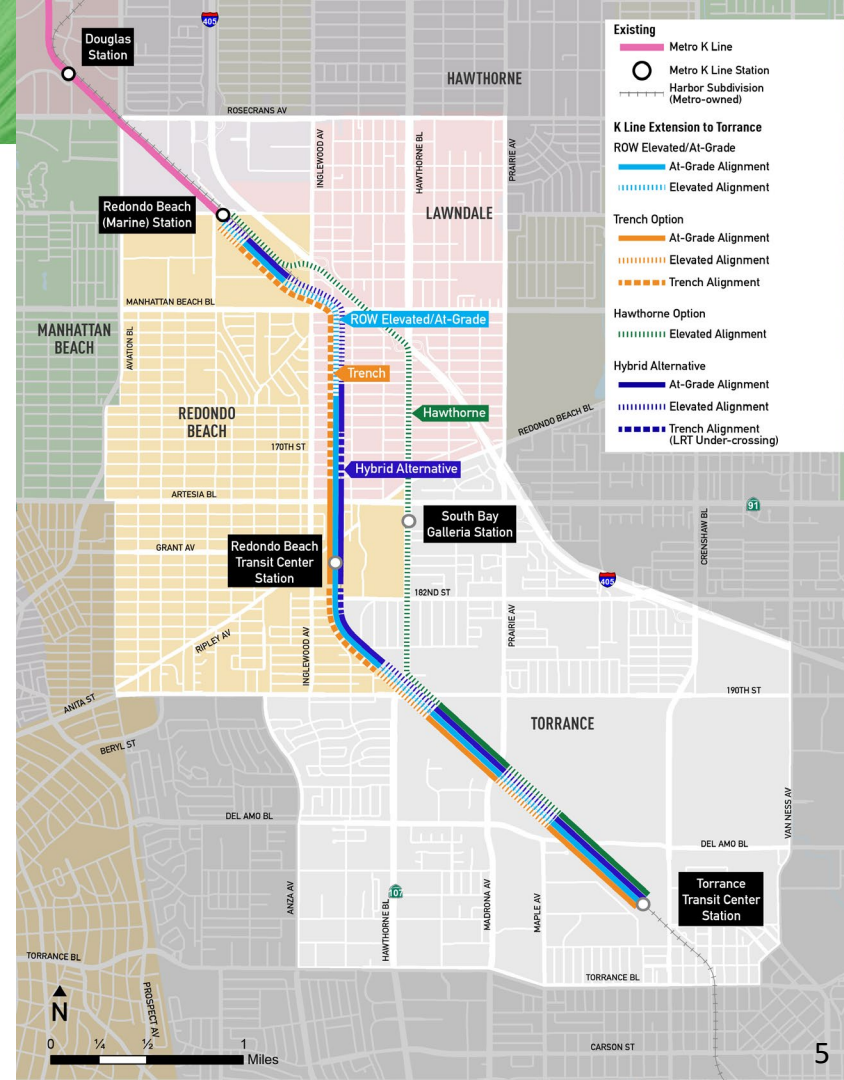 Douglas
Station
405
HAWTHORNE
ROSECRANS AV
INGLEWOOD AV
HAWTHORNE BL
PRAIRIE AV
Redondo Beach
(Marine) Station
LAWNDALE
MANHATTAN BEACH BL
ROW Elevated/At-Grade
MANHATTAN
BEACH
AVIATION BL
Trench
REDONDO
BEACH
Hawthorne
REDONDO BEACH BL
170TH ST
Hybrid Alternative
ARTESIA BL
91
CRENSHAW BL
South Bay
Galleria Station
GRANT AV
Redondo Beach
Transit Center
Station
405
182ND ST
PRAIRIE AV
RIPLEY AV
INGLEWOOD AV
ANITA ST
190TH ST
BERYL ST
TORRANCE
DEL AMO BL
DEL AMO BL
VAN NESS AV
ANZA AV
107
HAWTHORNE BL
MADRONA AV
MAPLE AV
Torrance
Transit Center
Station
TORRANCE BL
TORRANCE BL
PROSPECT AV
CARSON ST
N
0 ¼ ½ 1
Miles
5
Existing
Metro K Line
Metro K Line Station
Harbor Subdivision
(Metro-owned)
K Line Extension to Torrance
ROW Elevated/At-Grade
At-Grade Alignment
Elevated Alignment
Trench Option
At-Grade Alignment
Elevated Alignment
Trench Alignment
Hawthorne Option
Elevated Alignment
Hybrid Alternative
At-Grade Alignment
Elevated Alignment
Trench Alignment
(LRT Under-crossing)